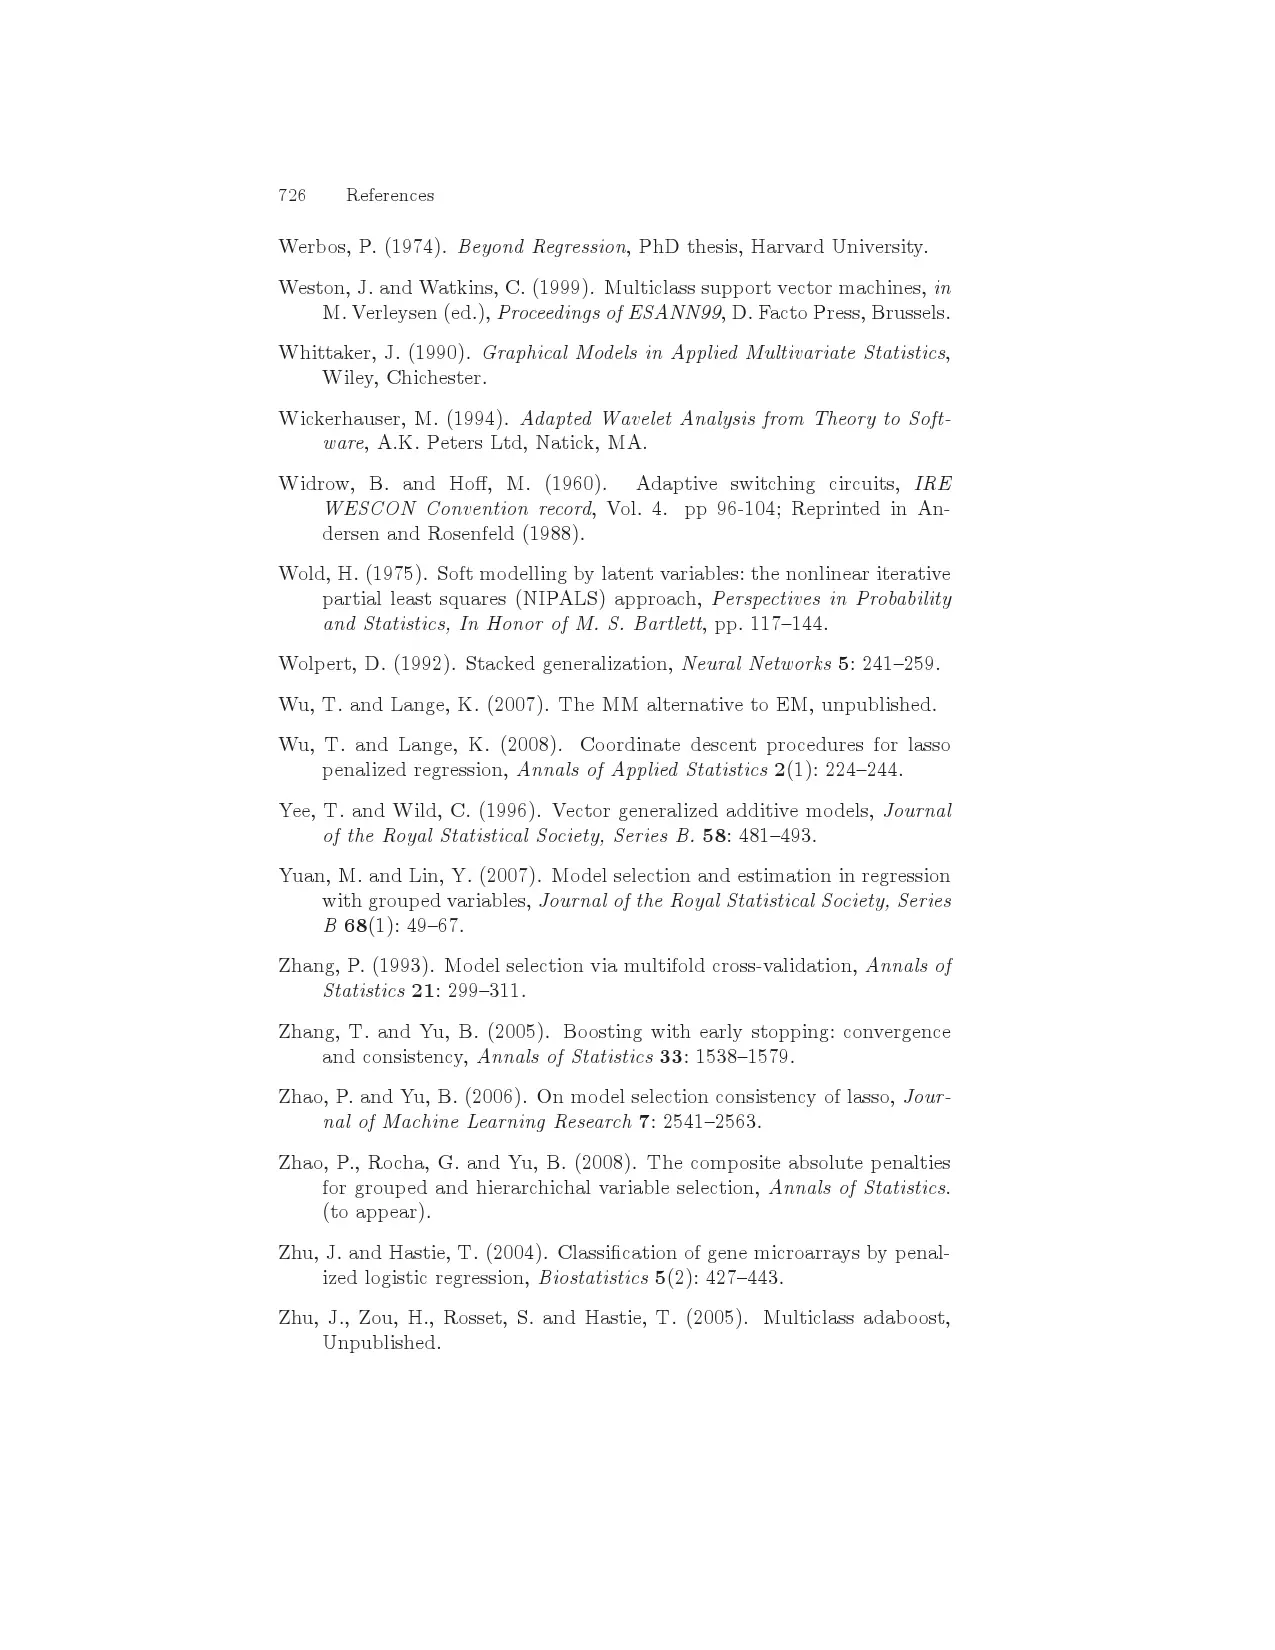 726 References
Werbos, P. (1974). Beyond Regression, PhD thesis, Harvard University.
Weston, J. and Watkins, C. (1999). Multiclass support vector machines, in
M. Verleysen (ed.), Proceedings of ESANN99, D. Facto Press, Brussels.
Whittaker, J. (1990). Graphical Models in Applied Multivariate Statistics,
Wiley, Chichester.
Wickerhauser, M. (1994). Adapted Wavelet Analysis from Theory to Soft-
ware, A.K. Peters Ltd, Natick, MA.
Widrow, B. and Hoff, M. (1960). Adaptive switching circuits, IRE
WESCON Convention record, Vol. 4. pp 96-104; Reprinted in An-
dersen and Rosenfeld (1988).
Wold, H. (1975). Soft modelling by latent variables: the nonlinear iterative
partial least squares (NIPALS) approach, Perspectives in Probability
and Statistics, In Honor of M. S. Bartlett, pp. 117–144.
Wolpert, D. (1992). Stacked generalization, Neural Networks 5: 241–259.
Wu, T. and Lange, K. (2007). The MM alternative to EM, unpublished.
Wu, T. and Lange, K. (2008). Coordinate descent procedures for lasso
penalized regression, Annals of Applied Statistics 2(1): 224–244.
Yee, T. and Wild, C. (1996). Vector generalized additive models, Journal
of the Royal Statistical Society, Series B. 58: 481–493.
Yuan, M. and Lin, Y. (2007). Model selection and estimation in regression
with grouped variables, Journal of the Royal Statistical Society, Series
B 68(1): 49–67.
Zhang, P. (1993). Model selection via multifold cross-validation, Annals of
Statistics 21: 299–311.
Zhang, T. and Yu, B. (2005). Boosting with early stopping: convergence
and consistency, Annals of Statistics 33: 1538–1579.
Zhao, P. and Yu, B. (2006). On model selection consistency of lasso, Jour-
nal of Machine Learning Research 7: 2541–2563.
Zhao, P., Rocha, G. and Yu, B. (2008). The composite absolute penalties
for grouped and hierarchichal variable selection, Annals of Statistics.
(to appear).
Zhu, J. and Hastie, T. (2004). Classification of gene microarrays by penal-
ized logistic regression, Biostatistics 5(2): 427–443.
Zhu, J., Zou, H., Rosset, S. and Hastie, T. (2005). Multiclass adaboost,
Unpublished.